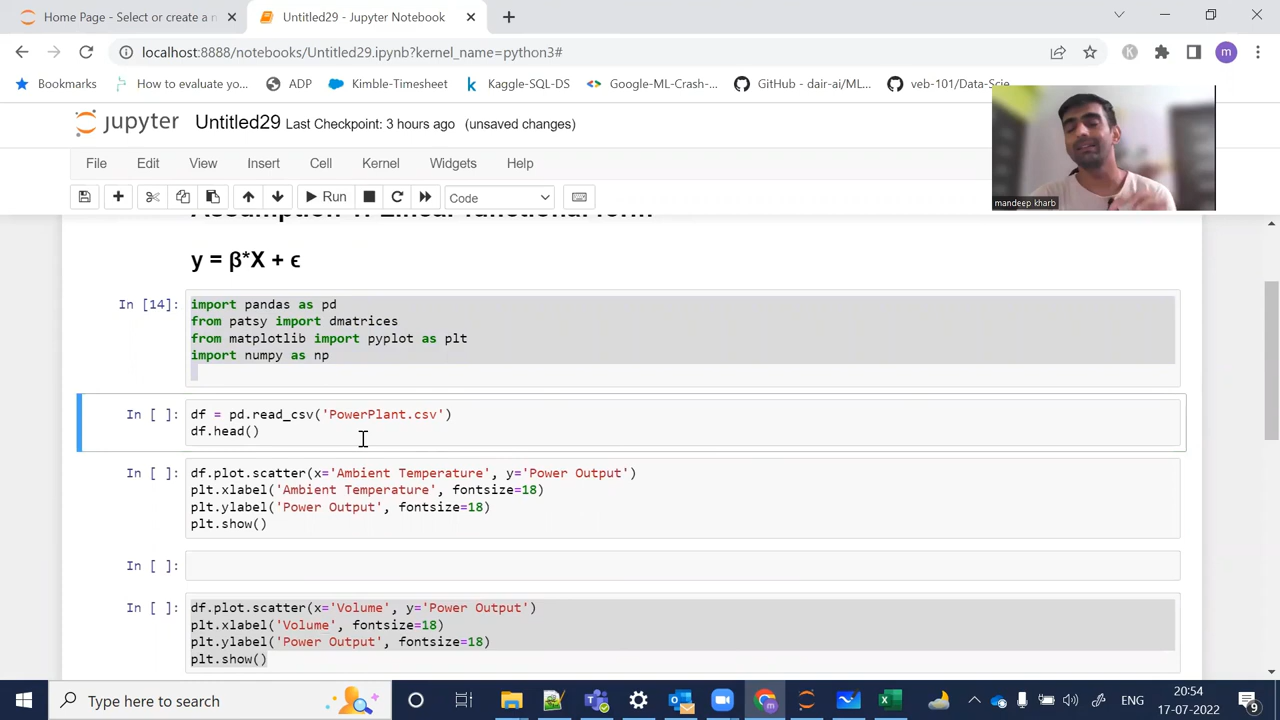 Home Page - Select or create a n
Untitled29 - Jupyter Notebook
localhost:8888/notebooks/Untitled29.ipynb?kernel_name=python3#
K
m
Bookmarks
How to evaluate yo...
ADP
Kimble-Timesheet
k
Kaggle-SQL-DS
Google-ML-Crash-...
GitHub - dair-ai/ML...
veb-101/Data-Scie
jupyter
Untitled29
Last Checkpoint: 3 hours ago
(unsaved changes)
mandeep kharb
File
Edit
View
Insert
Cell
Kernel
Widgets
Help
Run
Code
Assumption 1: Linear functional form
y = β*X + ϵ
In [14]:
import pandas as pd
from patsy import dmatrices
from matplotlib import pyplot as plt
import numpy as np
In [ ]:
df = pd.read_csv('PowerPlant.csv')
df.head()
In [ ]:
df.plot.scatter(x='Ambient Temperature', y='Power Output')
plt.xlabel('Ambient Temperature', fontsize=18)
plt.ylabel('Power Output', fontsize=18)
plt.show()
In [ ]:
In [ ]:
df.plot.scatter(x='Volume', y='Power Output')
plt.xlabel('Volume', fontsize=18)
plt.ylabel('Power Output', fontsize=18)
plt.show()
Type here to search
m
ENG
20:54
17-07-2022
9